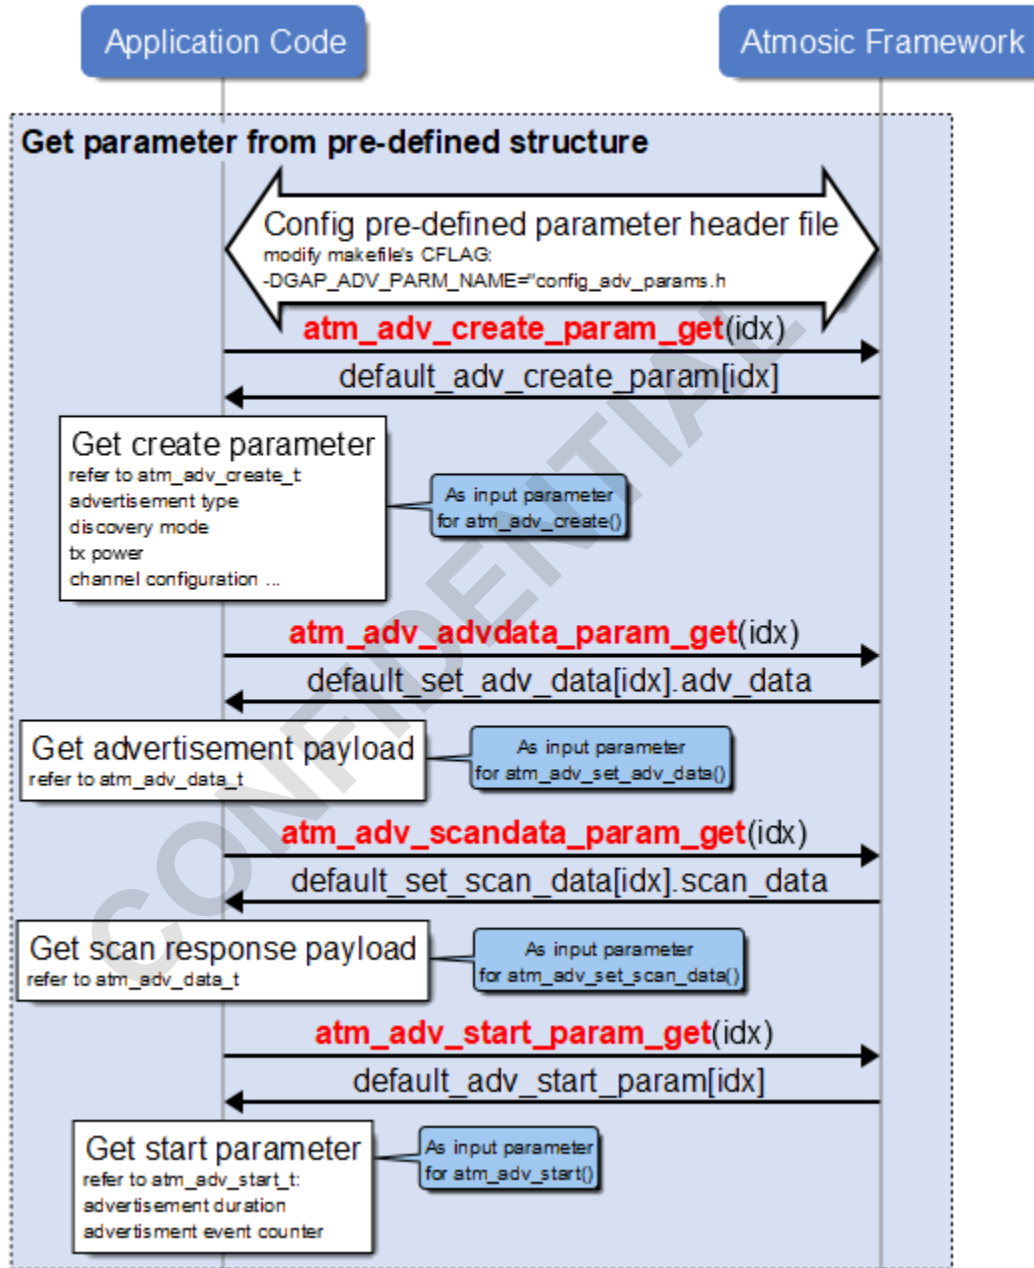 Application Code
Atmosic Framework
Get parameter from pre-defined structure
Config pre-defined parameter header file
modify makefile's CFLAG:
-DGAP_ADV_PARM_NAME="config_adv_params.h
atm_adv_create_param_get(idx)
default_adv_create_param[idx]
Get create parameter
refer to atm_adv_create_t:
advertisement type
discovery mode
tx power
channel configuration ...
As input parameter
for atm_adv_create()
atm_adv_advdata_param_get(idx)
default_set_adv_data[idx].adv_data
Get advertisement payload
refer to atm_adv_data_t
As input parameter
for atm_adv_set_adv_data()
atm_adv_scandata_param_get(idx)
default_set_scan_data[idx].scan_data
Get scan response payload
refer to atm_adv_data_t
As input parameter
for atm_adv_set_scan_data()
atm_adv_start_param_get(idx)
default_adv_start_param[idx]
Get start parameter
refer to atm_adv_start_t:
advertisement duration
advertisment event counter
As input parameter
for atm_adv_start()
CONFIDENTIAL